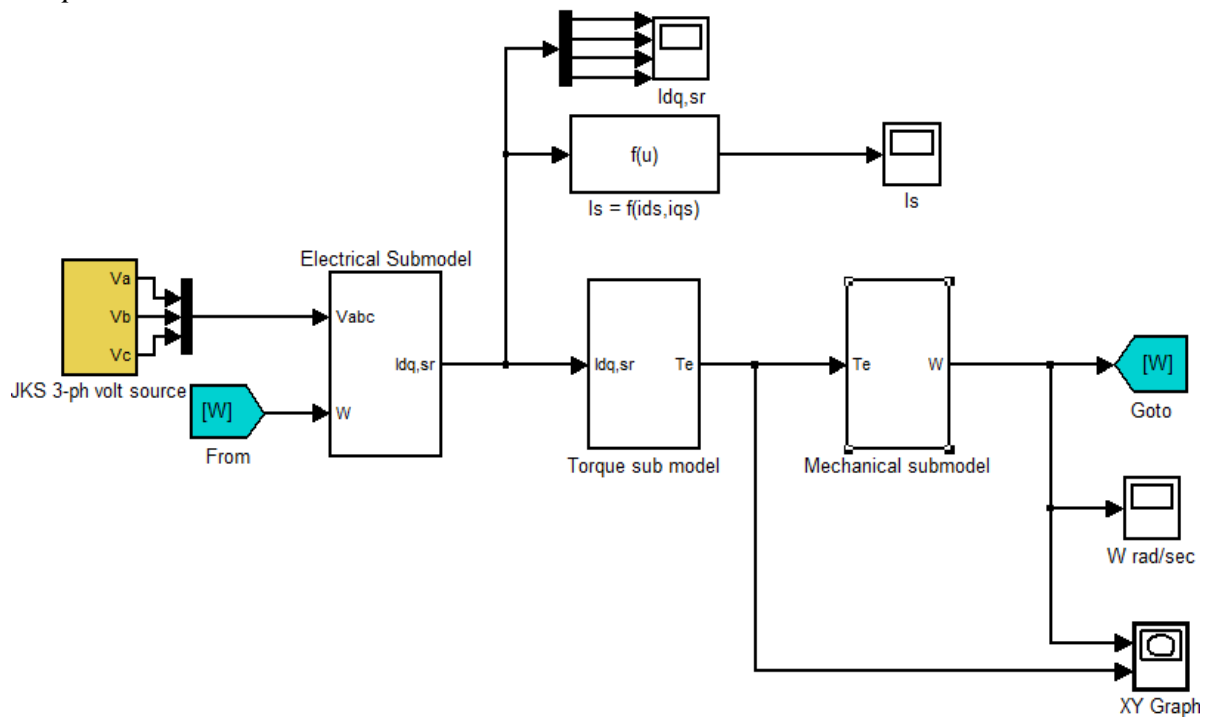 Idq,sr
f(u)
Is = f(ids,iqs)
Is
Electrical Submodel
Va
Vb
Vc
JKS 3-ph volt source
[W]
From
Vabc
W
Idq,sr
Idq,sr
Te
Torque sub model
Te
W
Mechanical submodel
[W]
Goto
W rad/sec
XY Graph